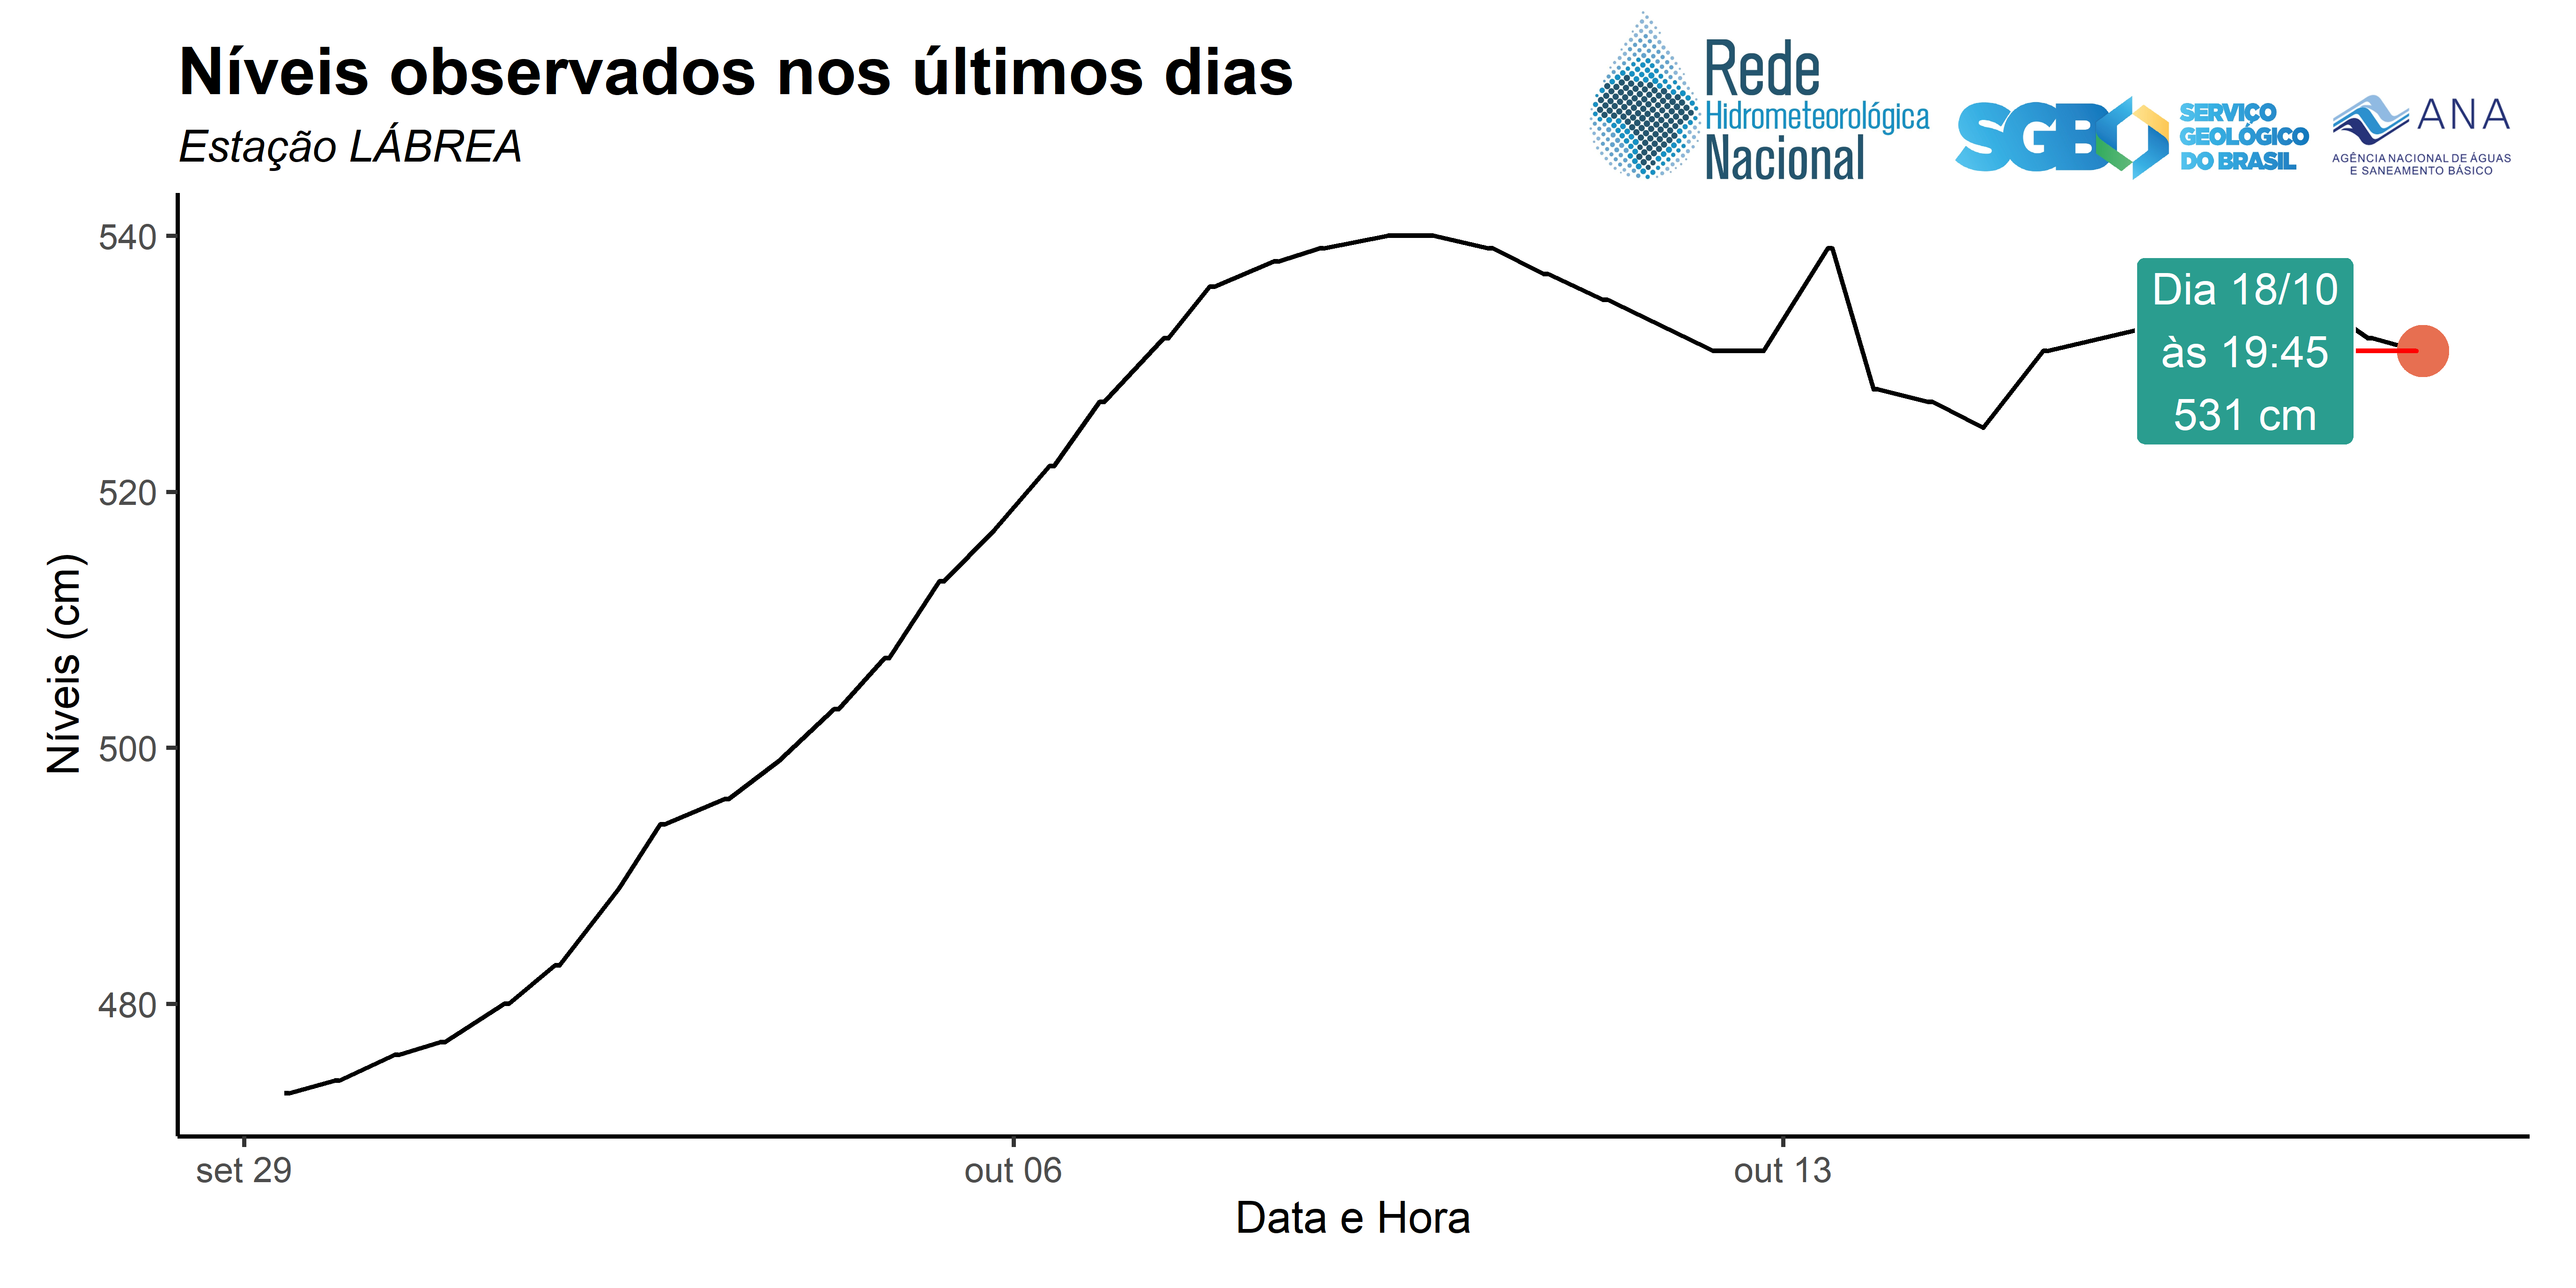 Níveis observados nos últimos dias
Estação LÁBREA
Rede
Hidrometeorológica
Nacional
SGB
SERVIÇO
GEOLÓGICO
DO BRASIL
ANA
AGÊNCIA NACIONAL DE ÁGUAS
E SANEAMENTO BÁSICO
Níveis (cm)
540
520
500
480
Dia 18/10
às 19:45
531 cm
set 29
out 06
out 13
Data e Hora